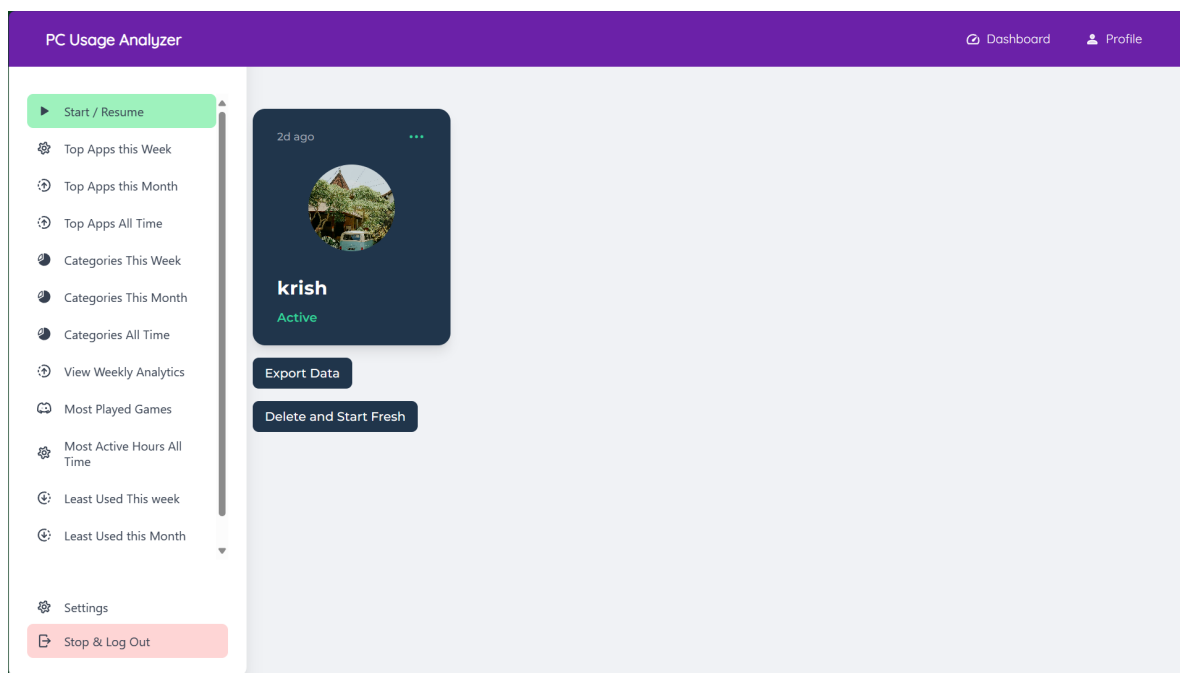 PC Usage Analyzer
Dashboard
Profile
Start / Resume
Top Apps this Week
Top Apps this Month
Top Apps All Time
Categories This Week
Categories This Month
Categories All Time
View Weekly Analytics
Most Played Games
Most Active Hours All
Time
Least Used This week
Least Used this Month
Settings
Stop & Log Out
2d ago
krish
Active
Export Data
Delete and Start Fresh